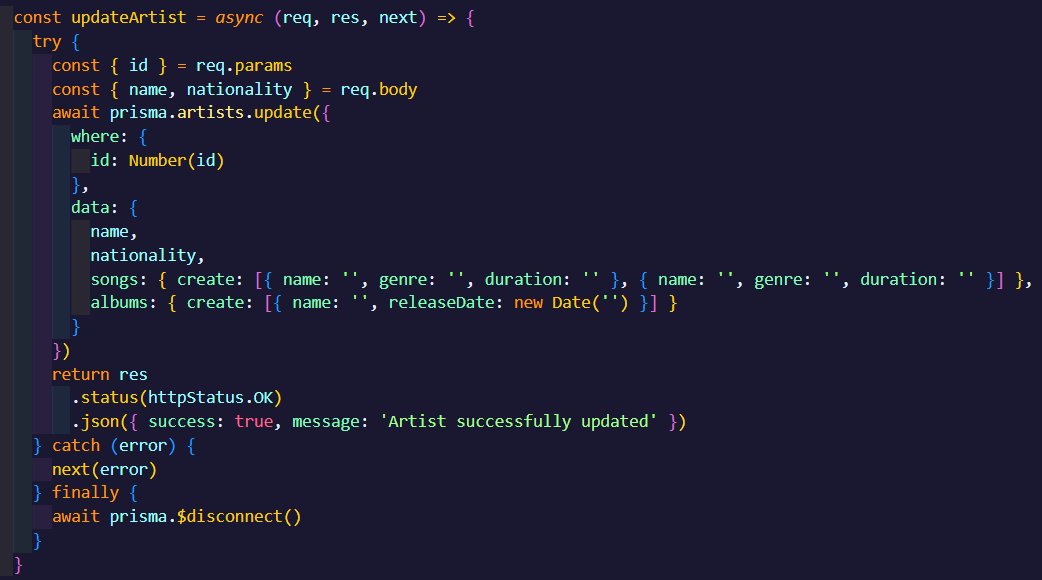 const updateArtist = async (req, res, next) => {
  try {
    const { id } = req.params
    const { name, nationality } = req.body
    await prisma.artists.update({
      where: {
        id: Number(id)
      },
      data: {
        name,
        nationality,
        songs: { create: [{ name: '', genre: '', duration: '' }, { name: '', genre: '', duration: '' }] },
        albums: { create: [{ name: '', releaseDate: new Date('') }] }
      }
    })
    return res
      .status(httpStatus.OK)
      .json({ success: true, message: 'Artist successfully updated' })
  } catch (error) {
    next(error)
  } finally {
    await prisma.$disconnect()
  }
}